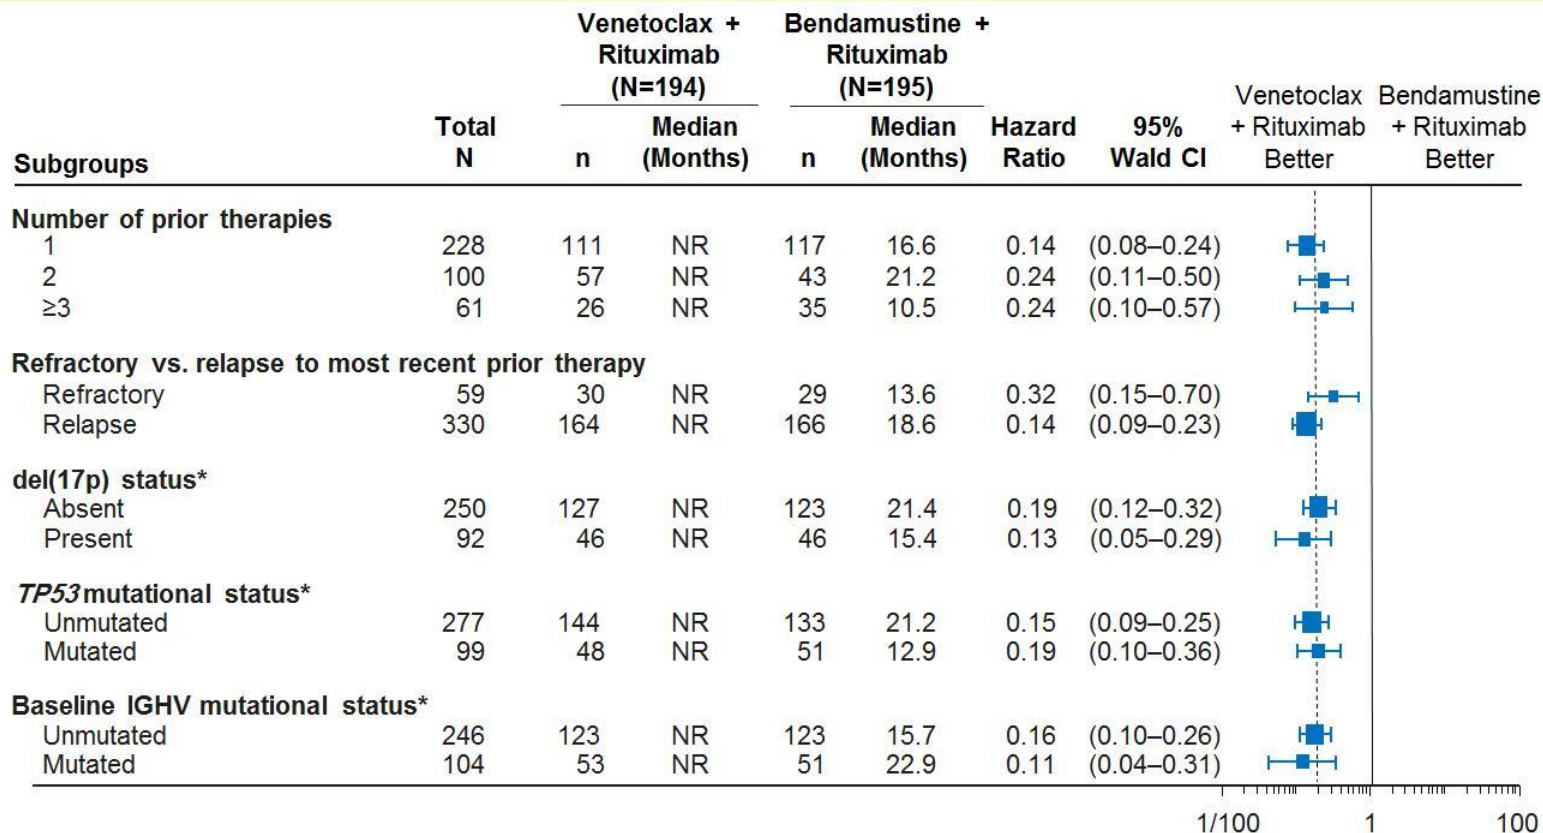 Venetoclax + Rituximab (N=194) Bendamustine + Rituximab (N=195)
Subgroups Total N n Median (Months) n Median (Months) Hazard Ratio 95% Wald CI Venetoclax + Rituximab Better Bendamustine + Rituximab Better
Number of prior therapies
1 228 111 NR 117 16.6 0.14 (0.08–0.24)
2 100 57 NR 43 21.2 0.24 (0.11–0.50)
≥3 61 26 NR 35 10.5 0.24 (0.10–0.57)
Refractory vs. relapse to most recent prior therapy
Refractory 59 30 NR 29 13.6 0.32 (0.15–0.70)
Relapse 330 164 NR 166 18.6 0.14 (0.09–0.23)
del(17p) status*
Absent 250 127 NR 123 21.4 0.19 (0.12–0.32)
Present 92 46 NR 46 15.4 0.13 (0.05–0.29)
TP53 mutational status*
Unmutated 277 144 NR 133 21.2 0.15 (0.09–0.25)
Mutated 99 48 NR 51 12.9 0.19 (0.10–0.36)
Baseline IGHV mutational status*
Unmutated 246 123 NR 123 15.7 0.16 (0.10–0.26)
Mutated 104 53 NR 51 22.9 0.11 (0.04–0.31)
1/100 1 100